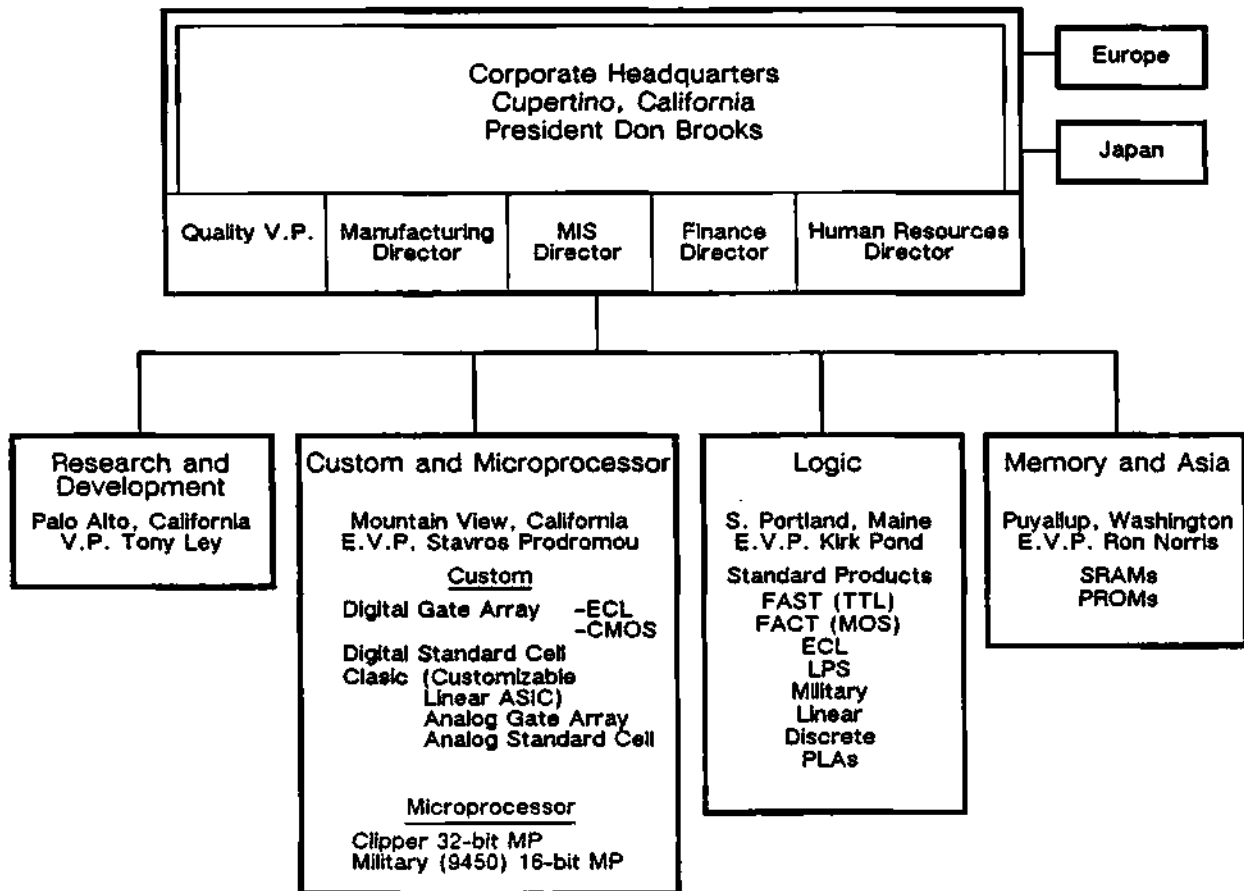 Corporate Headquarters
Cupertino, California
President Don Brooks
Europe
Japan
Quality V.P.
Manufacturing
Director
MIS
Director
Finance
Director
Human Resources
Director
Research and
Development
Palo Alto, California
V.P. Tony Ley
Custom and Microprocessor
Mountain View, California
E.V.P. Stavros Prodromou
Custom
Digital Gate Array -ECL
-CMOS
Digital Standard Cell
Clasic (Customizable
Linear ASIC)
Analog Gate Array
Analog Standard Cell
Microprocessor
Clipper 32-bit MP
Military (9450) 16-bit MP
Logic
S. Portland, Maine
E.V.P. Kirk Pond
Standard Products
FAST (TTL)
FACT (MOS)
ECL
LPS
Military
Linear
Discrete
PLAs
Memory and Asia
Puyallup, Washington
E.V.P. Ron Norris
SRAMs
PROMs